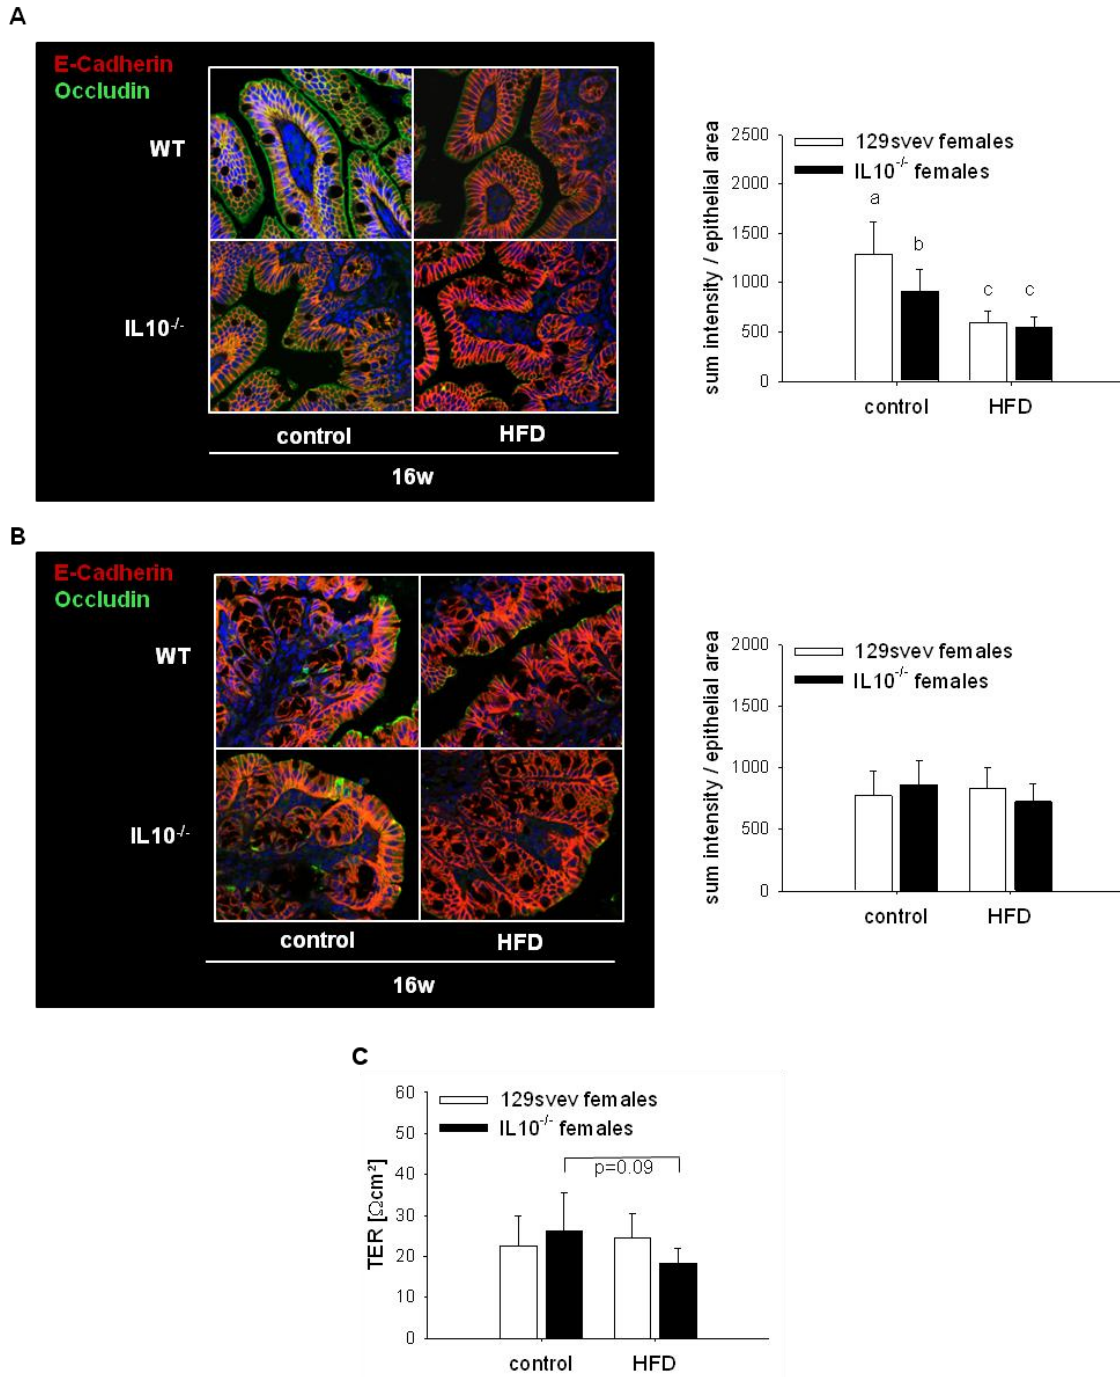 A
E-Cadherin
Occludin
WT
IL10-/-
control HFD
16w
sum intensity / epithelial area
2500
2000
1500
1000
500
0
129svev females
IL10-/- females
a
b
c c
control HFD
B
E-Cadherin
Occludin
WT
IL10-/-
control HFD
16w
sum intensity / epithelial area
2000
1500
1000
500
0
129svev females
IL10-/- females
control HFD
C
TER [Ωcm²]
60
50
40
30
20
10
0
129svev females
IL10-/- females
p=0.09
control HFD